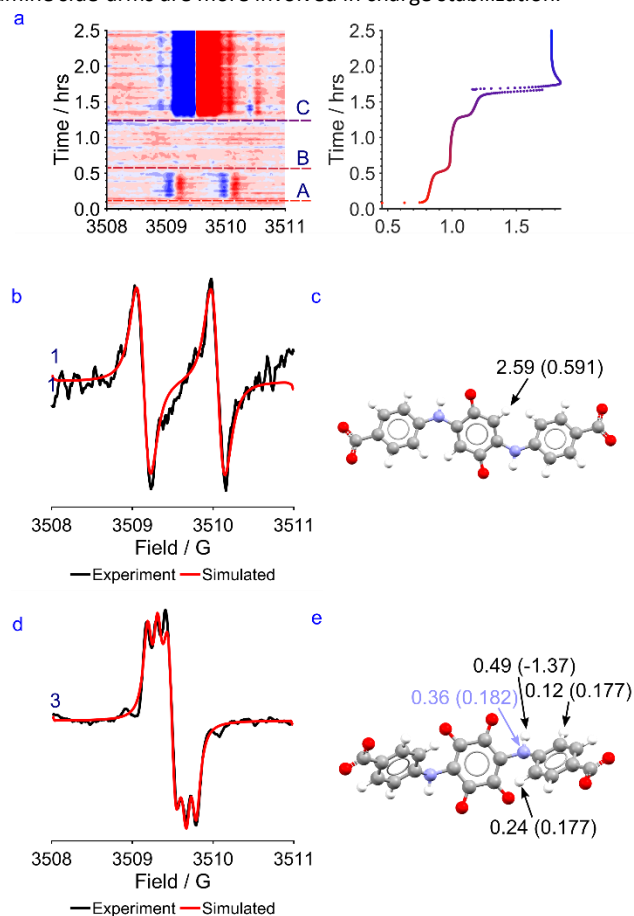 amine side arms are more involved in charge stabilization.
a
2.5
2.0
1.5
1.0
0.5
0.0
Time / hrs
C
B
A
3508 3509 3510 3511
2.5
2.0
1.5
1.0
0.5
0.0
Time / hrs
0.5 1.0 1.5
b
1
1
3508 3509 3510 3511
Field / G
Experiment Simulated
c
2.59 (0.591)
d
3
3508 3509 3510 3511
Field / G
Experiment Simulated
e
0.49 (-1.37)
0.36 (0.182) 0.12 (0.177)
0.24 (0.177)